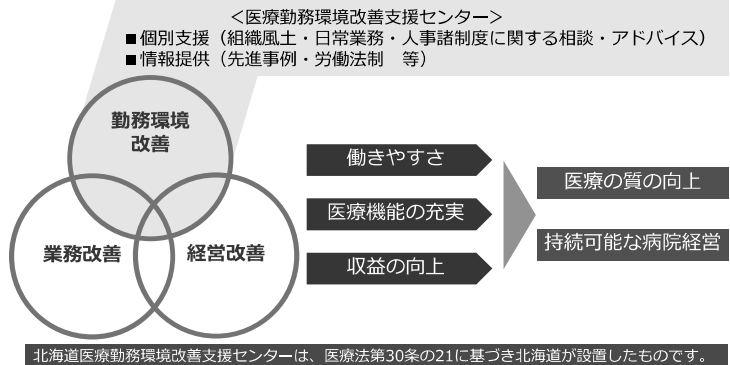 ＜医療勤務環境改善支援センター＞
■個別支援（組織風土・日常業務・人事諸制度に関する相談・アドバイス）
■情報提供（先進事例・労働法制　等）
勤務環境
改善
業務改善
経営改善
働きやすさ
医療機能の充実
収益の向上
医療の質の向上
持続可能な病院経営
北海道医療勤務環境改善支援センターは、医療法第30条の21に基づき北海道が設置したものです。